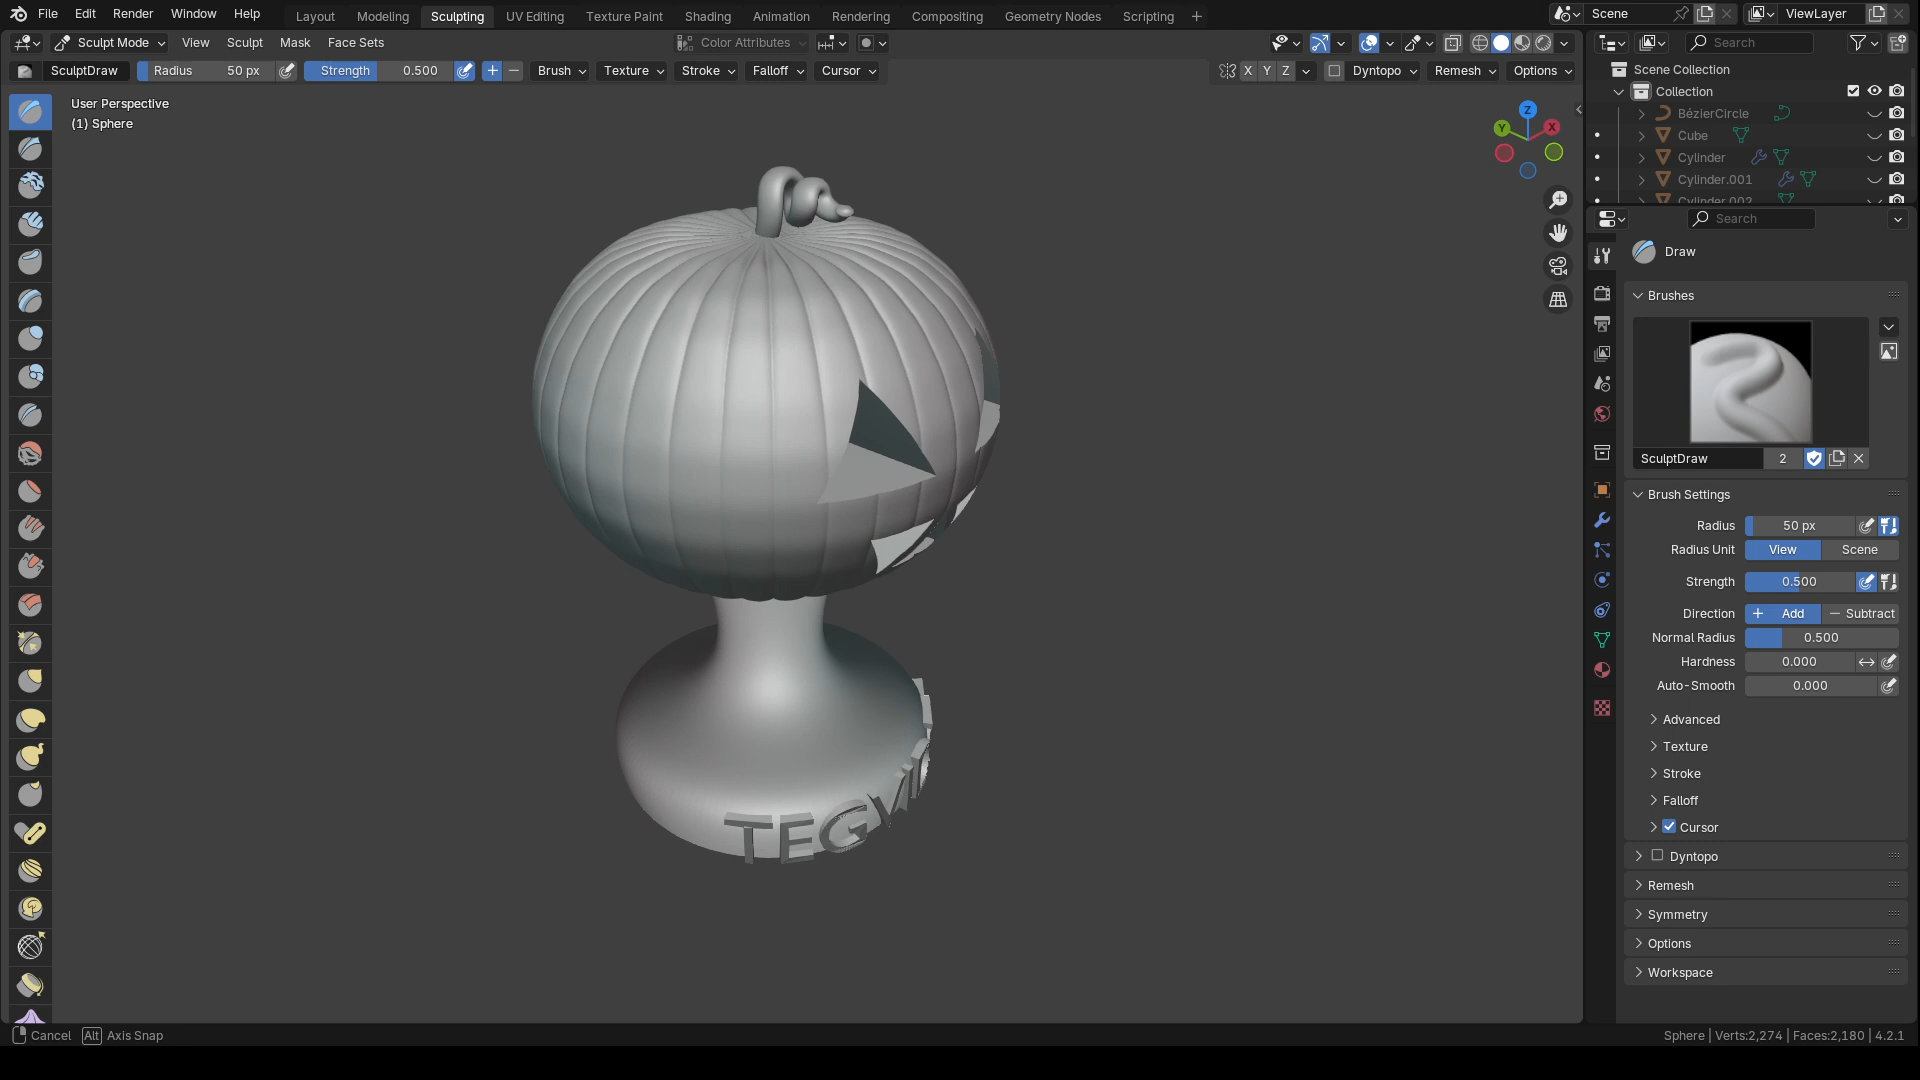 File Edit Render Window Help Layout Modeling Sculpting UV Editing Texture Paint Shading Animation Rendering Compositing Geometry Nodes Scripting + Scene ViewLayer
Sculpt Mode View Sculpt Mask Face Sets Color Attributes Search
SculptDraw Radius 50 px Strength 0.500 + − Brush Texture Stroke Falloff Cursor X Y Z Dyntopo Remesh Options
Scene Collection
Collection
BézierCircle
Cube
Cylinder
Cylinder.001
Cylinder.002
User Perspective
(1) Sphere
Z
Y X
Search
Draw
Brushes
SculptDraw 2
Brush Settings
Radius 50 px
Radius Unit View Scene
Strength 0.500
Direction + Add − Subtract
Normal Radius 0.500
Hardness 0.000
Auto-Smooth 0.000
Advanced
Texture
Stroke
Falloff
Cursor
Dyntopo
Remesh
Symmetry
Options
Workspace
Cancel Alt Axis Snap
Sphere | Verts:2,274 | Faces:2,180 | 4.2.1